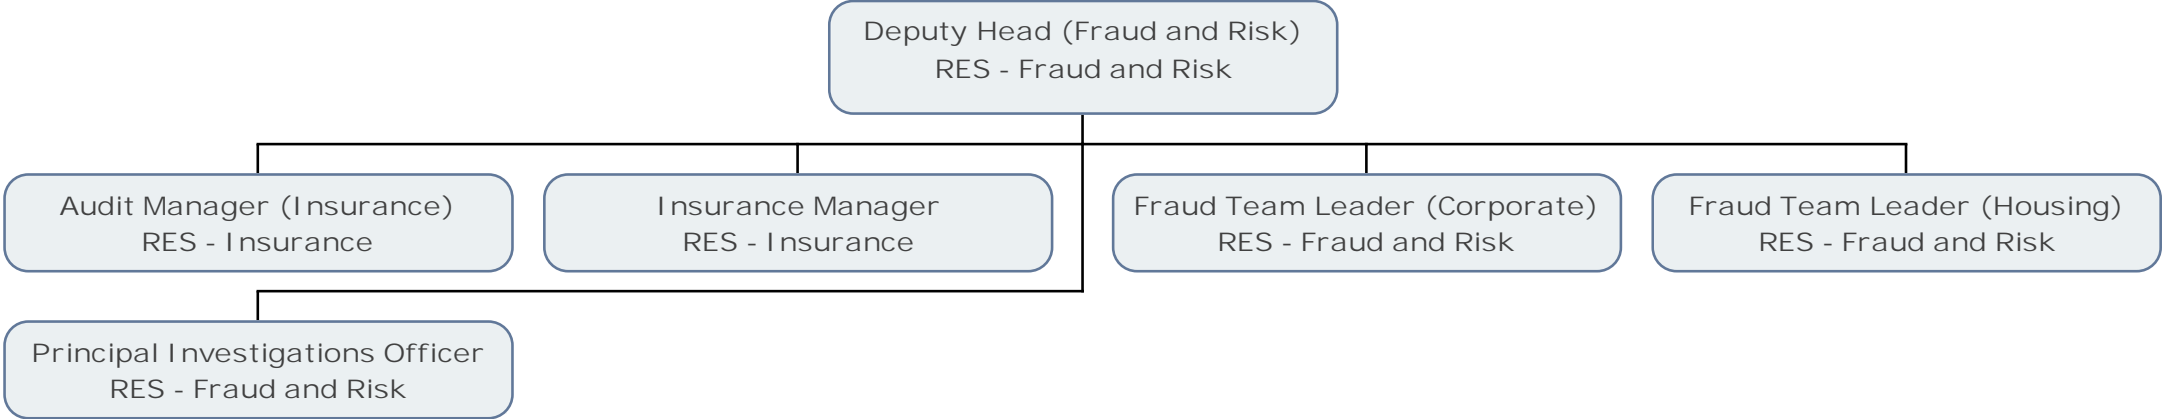 Deputy Head (Fraud and Risk)
RES - Fraud and Risk
Audit Manager (Insurance)
RES - Insurance
Insurance Manager
RES - Insurance
Fraud Team Leader (Corporate)
RES - Fraud and Risk
Fraud Team Leader (Housing)
RES - Fraud and Risk
Principal Investigations Officer
RES - Fraud and Risk